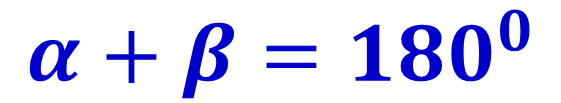 α + β = 180⁰